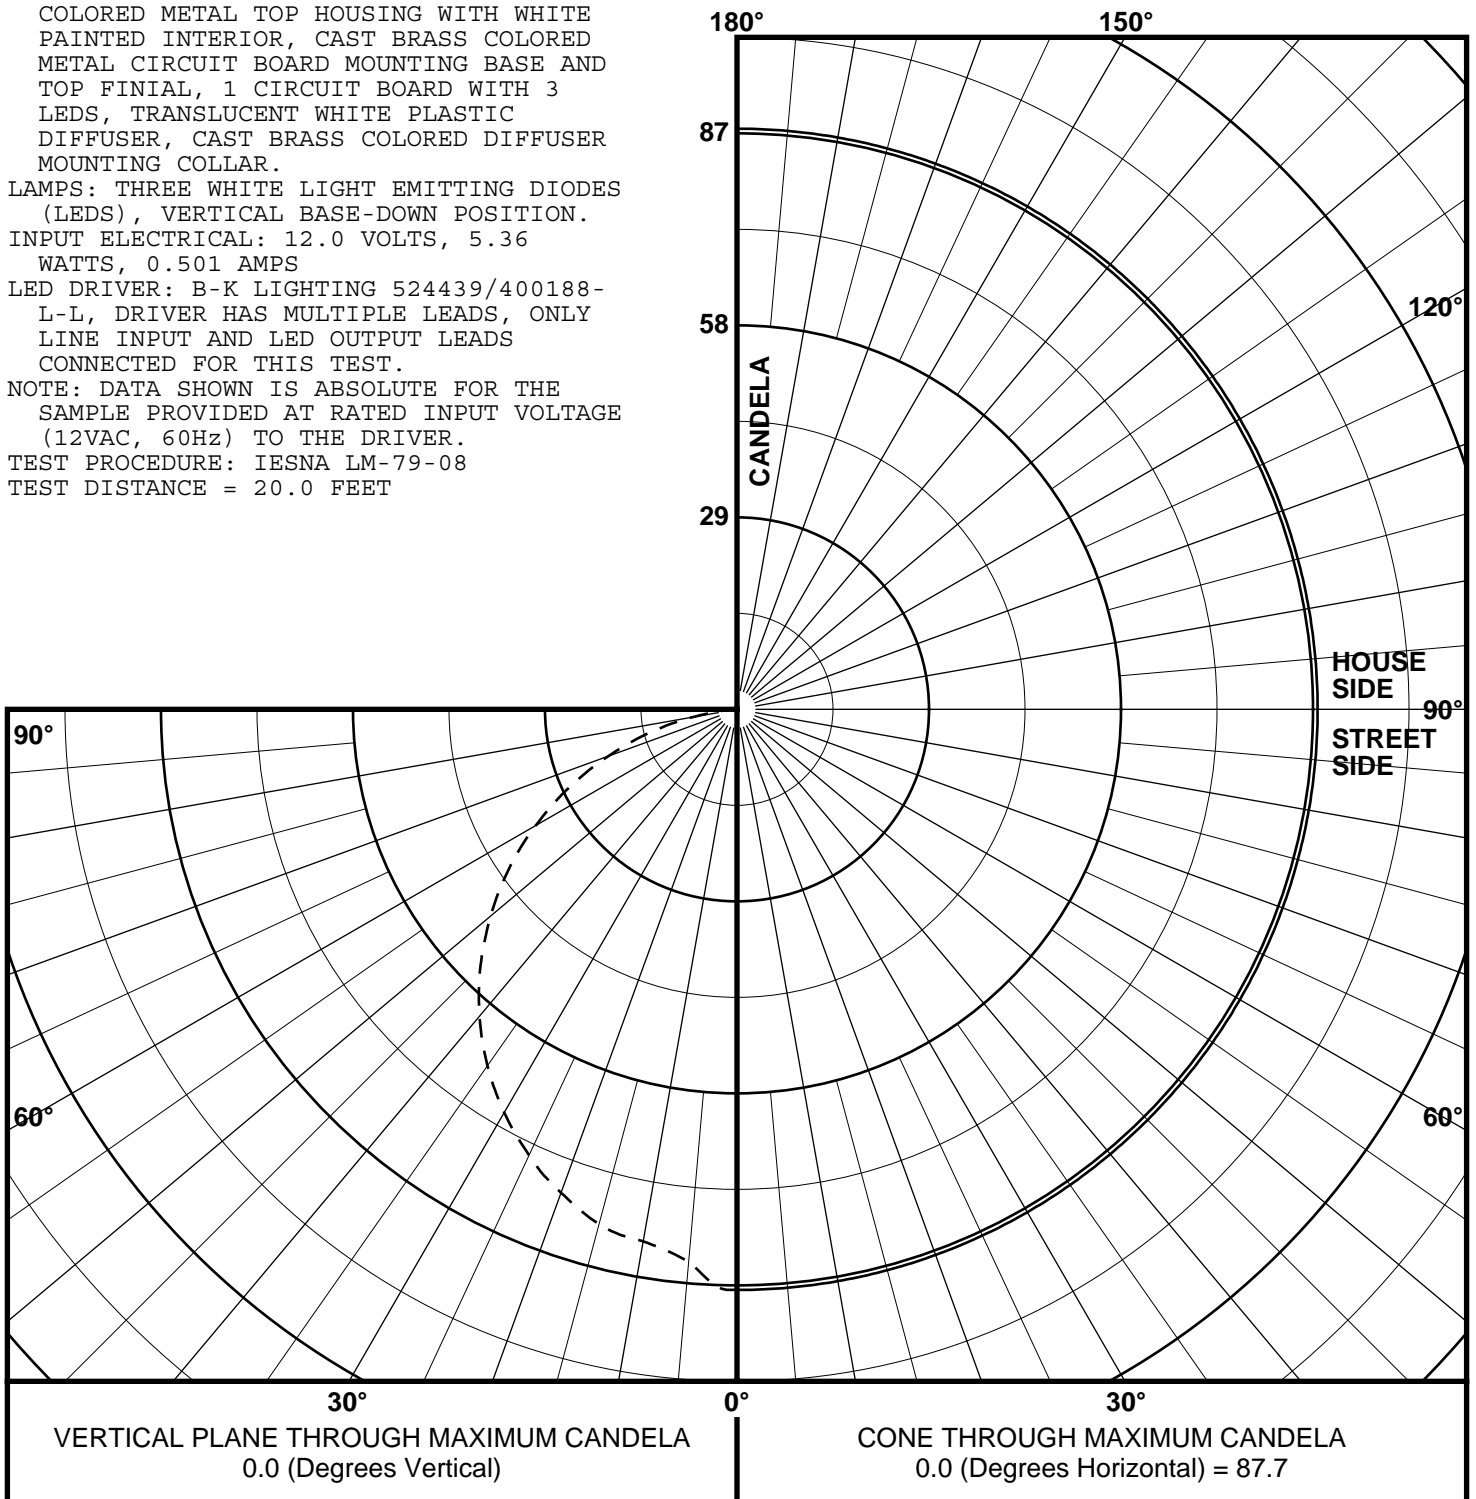 COLORED METAL TOP HOUSING WITH WHITE
PAINTED INTERIOR, CAST BRASS COLORED
METAL CIRCUIT BOARD MOUNTING BASE AND
TOP FINIAL, 1 CIRCUIT BOARD WITH 3
LEDS, TRANSLUCENT WHITE PLASTIC
DIFFUSER, CAST BRASS COLORED DIFFUSER
MOUNTING COLLAR.
LAMPS: THREE WHITE LIGHT EMITTING DIODES
(LEDS), VERTICAL BASE-DOWN POSITION.
INPUT ELECTRICAL: 12.0 VOLTS, 5.36
WATTS, 0.501 AMPS
LED DRIVER: B-K LIGHTING 524439/400188-
L-L, DRIVER HAS MULTIPLE LEADS, ONLY
LINE INPUT AND LED OUTPUT LEADS
CONNECTED FOR THIS TEST.
NOTE: DATA SHOWN IS ABSOLUTE FOR THE
SAMPLE PROVIDED AT RATED INPUT VOLTAGE
(12VAC, 60Hz) TO THE DRIVER.
TEST PROCEDURE: IESNA LM-79-08
TEST DISTANCE = 20.0 FEET
180°
150°
87
120°
58
CANDELA
29
HOUSE
SIDE
90°
90°
STREET
SIDE
60°
60°
30°
0°
30°
VERTICAL PLANE THROUGH MAXIMUM CANDELA
0.0 (Degrees Vertical)
CONE THROUGH MAXIMUM CANDELA
0.0 (Degrees Horizontal) = 87.7